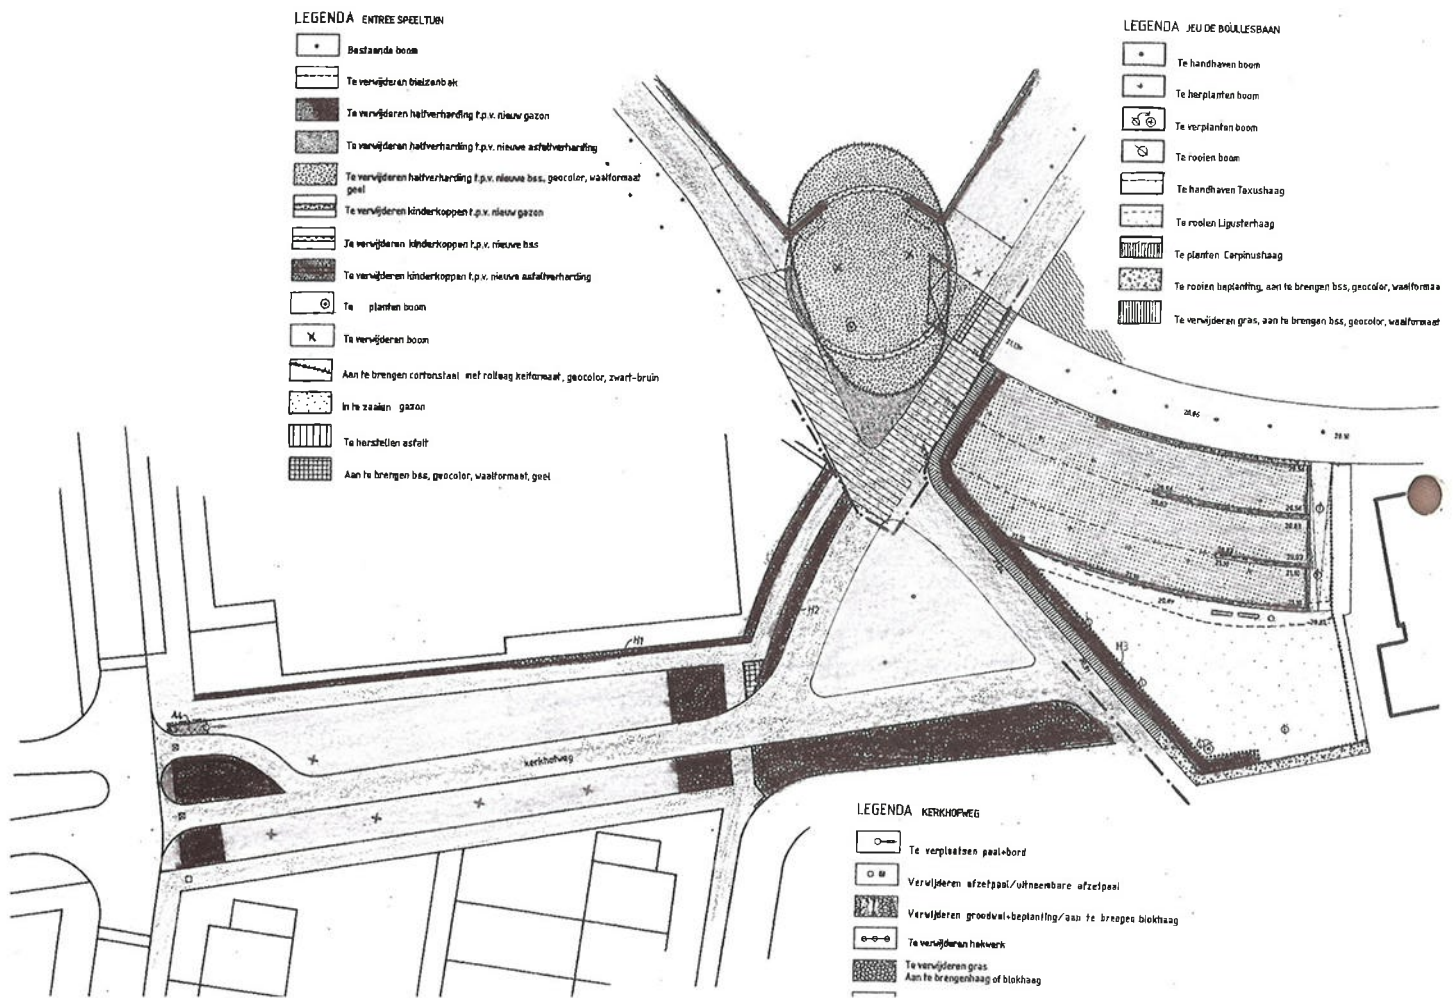 LEGENDA ENTREE SPEELTUIN
Bestaande boom
Te verwijderen bielzenbak
Te verwijderen halfverharding t.p.v. nieuw gazon
Te verwijderen halfverharding t.p.v. nieuwe asfaltverharding
Te verwijderen halfverharding t.p.v. nieuwe bss, geocolor, waalformaat
geel
Te verwijderen kinderkoppen t.p.v. nieuw gazon
Te verwijderen kinderkoppen t.p.v. nieuwe bss
Te verwijderen kinderkoppen t.p.v. nieuwe asfaltverharding
Te planten boom
Te verwijderen boom
Aan te brengen cortonstaal met rollaag keiformaat, geocolor, zwart-bruin
In te zaaien gazon
Te herstellen asfalt
Aan te brengen bss, geocolor, waalformaat, geel
LEGENDA JEU DE BOULLESBAAN
Te handhaven boom
Te herplanten boom
Te verplanten boom
Te rooien boom
Te handhaven Taxushaag
Te rooien Ligusterhaag
Te planten Carpinushaag
Te rooien beplanting, aan te brengen bss, geocolor, waalformaa
Te verwijderen gras, aan te brengen bss, geocolor, waalformaat
20.86
H2
H1
H3
kerkhofweg
LEGENDA KERKHOFWEG
Te verplaatsen paal+bord
Verwijderen afzetpaal/uitneembare afzetpaal
Verwijderen grondwal+beplanting/aan te brengen blokhaag
Te verwijderen hekwerk
Te verwijderen gras
Aan te brengenhaag of blokhaag